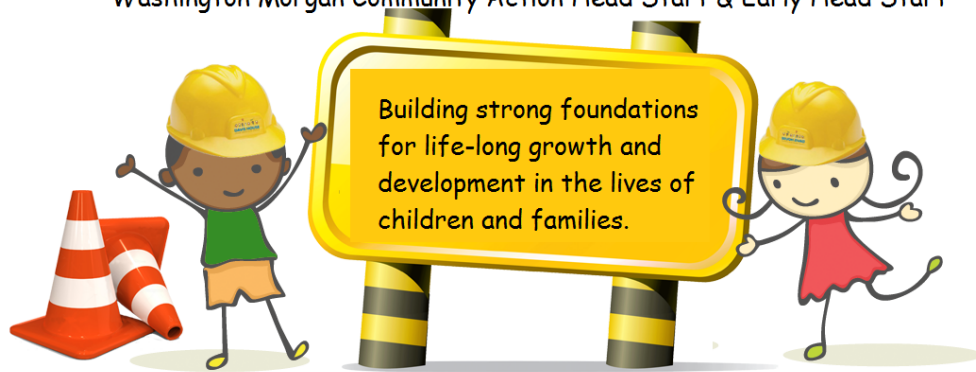 Washington Morgan Community Action Head Start & Early Head Start
Building strong foundations
for life-long growth and
development in the lives of
children and families.